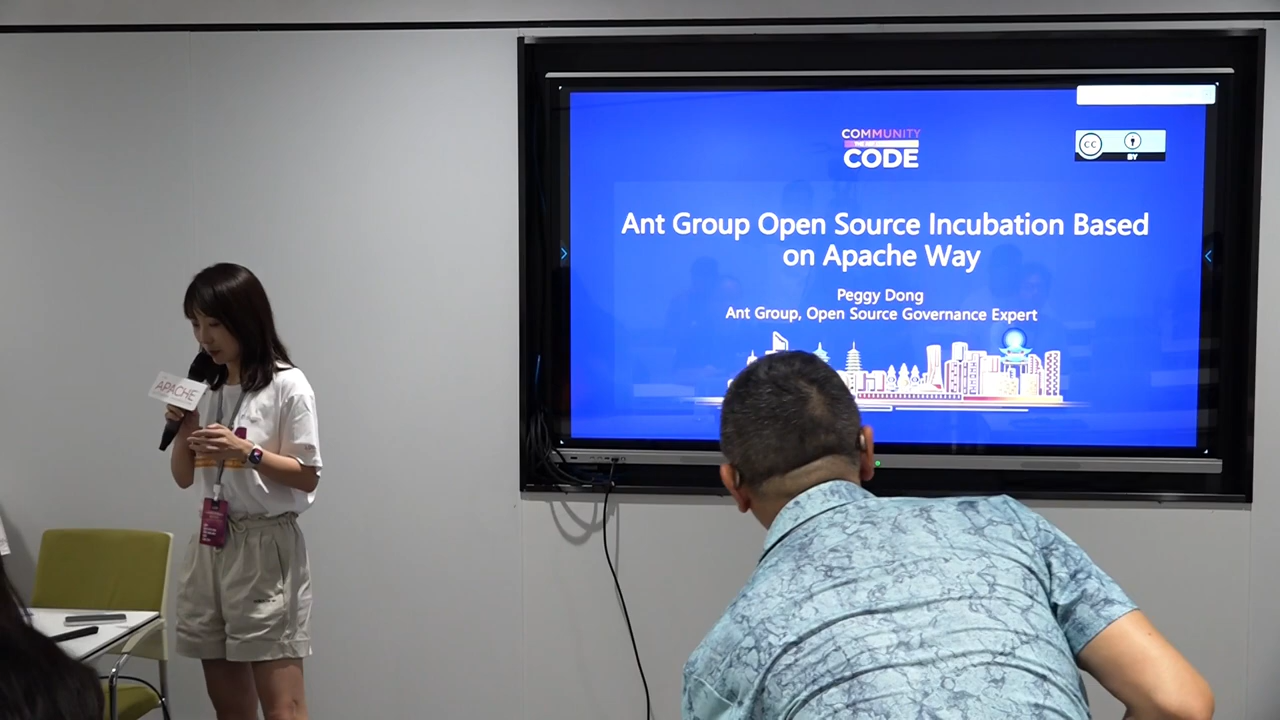 COMMUNITY
CODE
CC
BY
Ant Group Open Source Incubation Based
on Apache Way
Peggy Dong
Ant Group, Open Source Governance Expert
APACHE